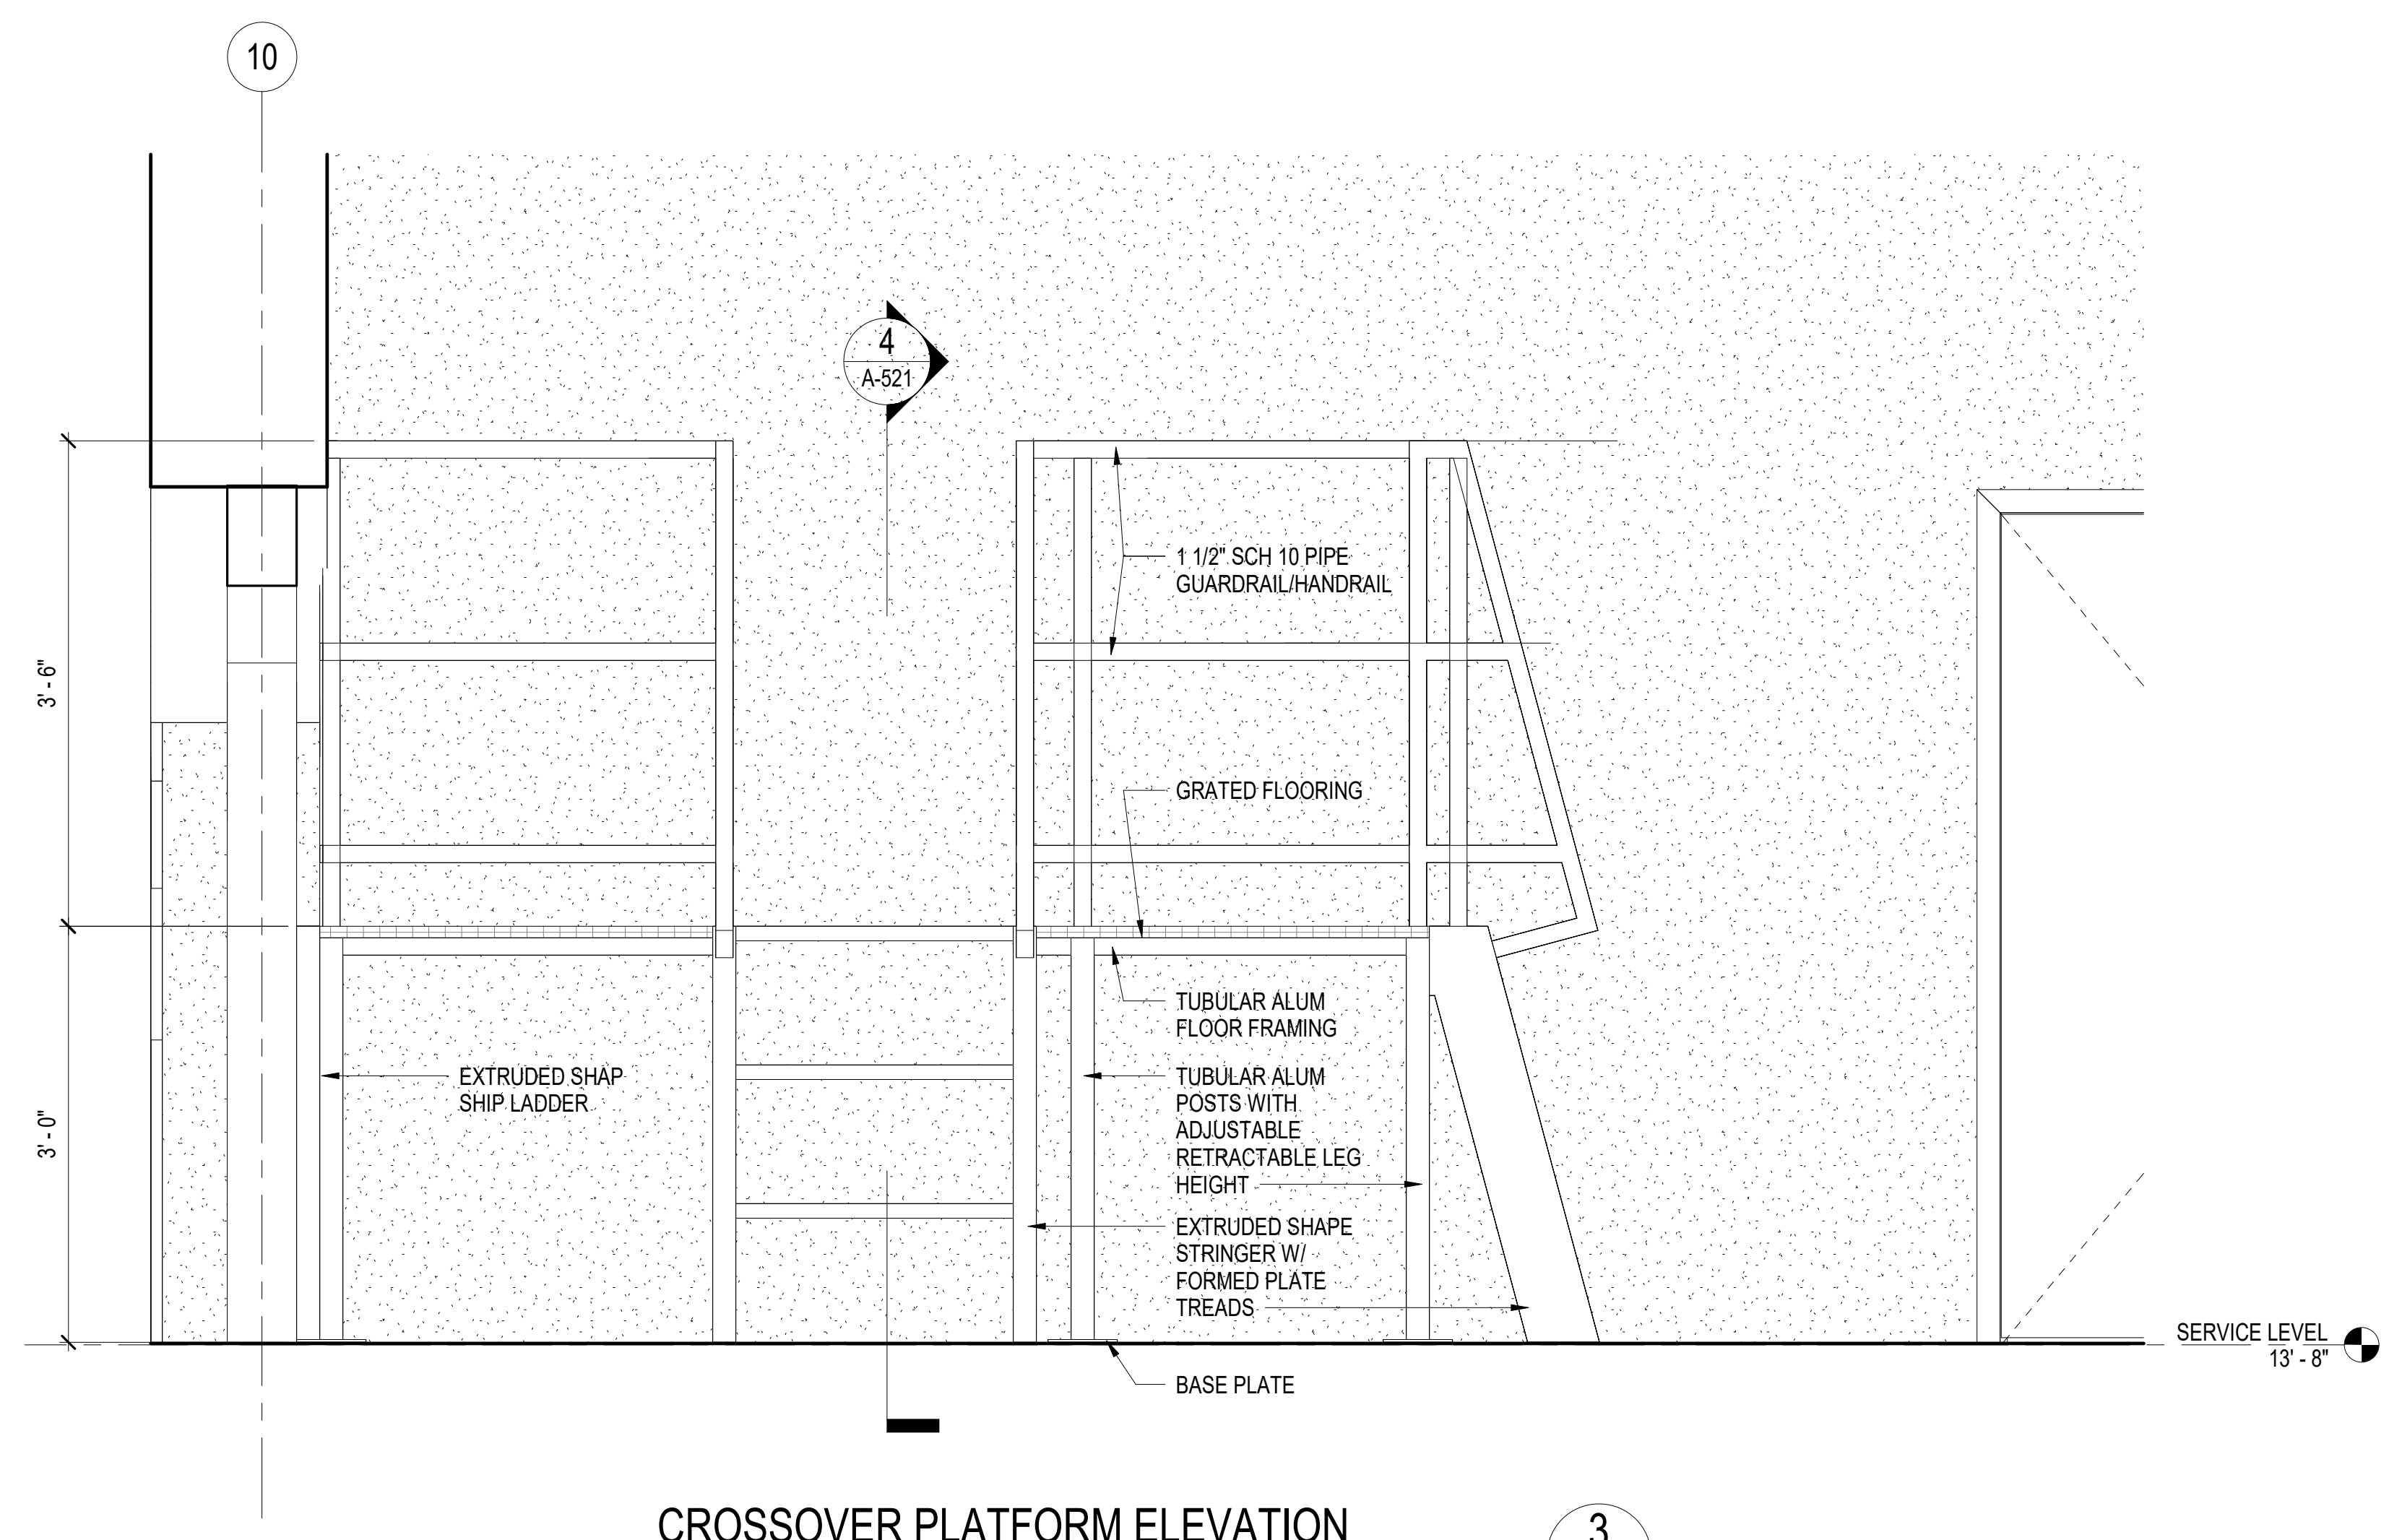 10
4
A-521
3' - 6"
1 1/2" SCH 10 PIPE
GUARDRAIL/HANDRAIL
GRATED FLOORING
TUBULAR ALUM
FLOOR FRAMING
3' - 0"
EXTRUDED SHAP
SHIP LADDER
TUBULAR ALUM
POSTS WITH
ADJUSTABLE
RETRACTABLE LEG
HEIGHT
EXTRUDED SHAPE
STRINGER W/
FORMED PLATE
TREADS
BASE PLATE
SERVICE LEVEL
13' - 8"
CROSSOVER PLATFORM ELEVATION
3